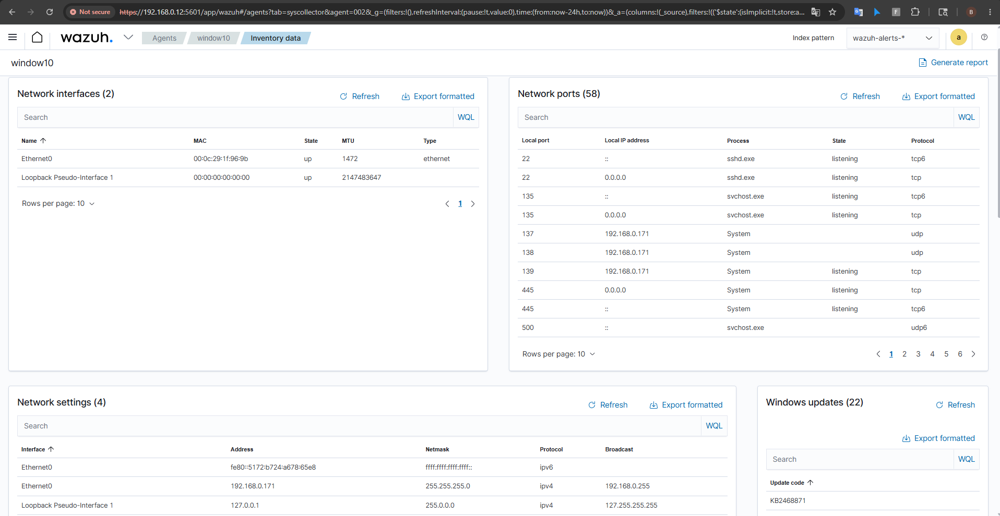 Not secure https://192.168.0.12:5601/app/wazuh#/agents?tab=syscollector&agent=002&_g=(filters:!(),refreshInterval:(pause:!t,value:0),time:(from:now-24h,to:now))&_a=(columns:!(_source),filters:!(('$state':(isImplicit:!t,store:a... F B
wazuh. Agents window10 Inventory data Index pattern wazuh-alerts-* a
window10 Generate report
Network interfaces (2) Refresh Export formatted
Search WQL
Name MAC State MTU Type
Ethernet0 00:0c:29:1f:96:9b up 1472 ethernet
Loopback Pseudo-Interface 1 00:00:00:00:00:00 up 2147483647
Rows per page: 10 1
Network ports (58) Refresh Export formatted
Search WQL
Local port Local IP address Process State Protocol
22 :: sshd.exe listening tcp6
22 0.0.0.0 sshd.exe listening tcp
135 :: svchost.exe listening tcp6
135 0.0.0.0 svchost.exe listening tcp
137 192.168.0.171 System udp
138 192.168.0.171 System udp
139 192.168.0.171 System listening tcp
445 0.0.0.0 System listening tcp
445 :: System listening tcp6
500 :: svchost.exe udp6
Rows per page: 10 1 2 3 4 5 6
Network settings (4) Refresh Export formatted
Search WQL
Interface Address Netmask Protocol Broadcast
Ethernet0 fe80::5172:b724:a678:65e8 ffff:ffff:ffff:ffff:: ipv6
Ethernet0 192.168.0.171 255.255.255.0 ipv4 192.168.0.255
Loopback Pseudo-Interface 1 127.0.0.1 255.0.0.0 ipv4 127.255.255.255
Windows updates (22) Refresh
Export formatted
Search WQL
Update code
KB2468871